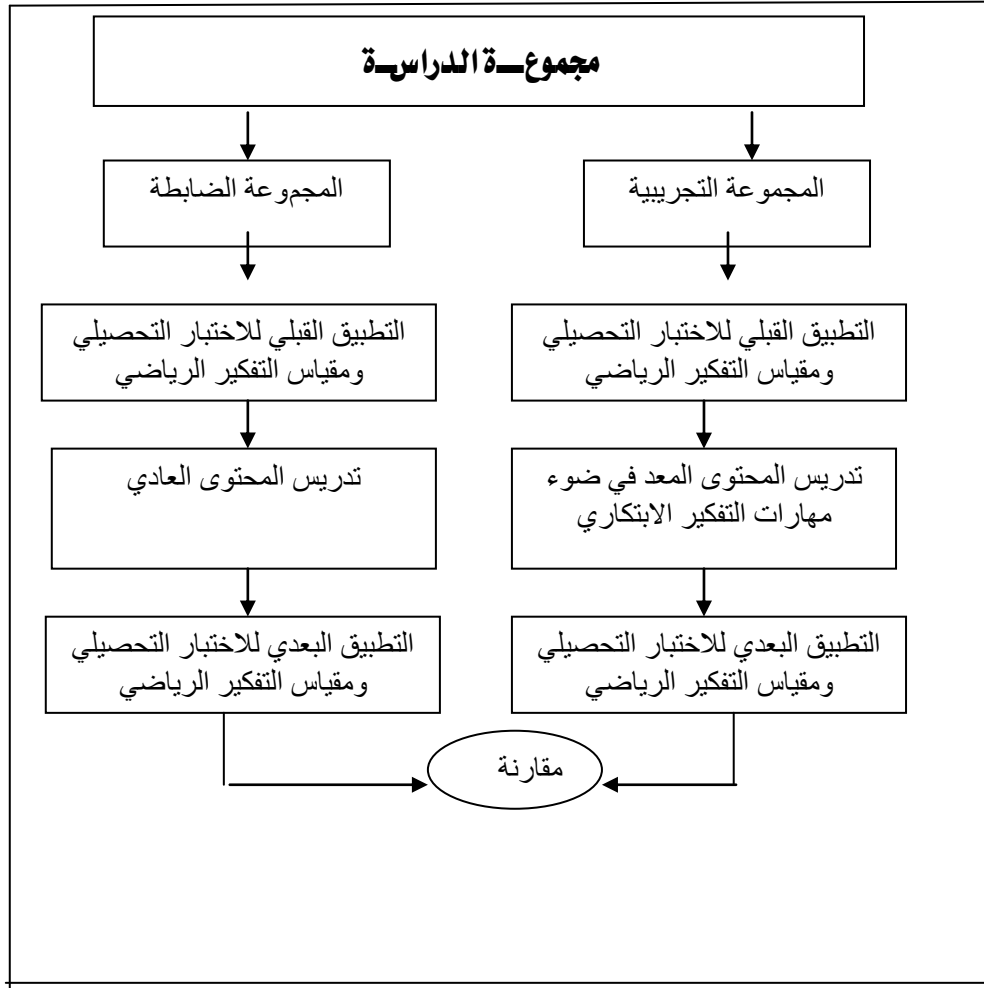 مجموعـــة الدراســة
المجموعة التجريبية
المجموعة الضابطة
التطبيق القبلي للاختبار التحصيلي
ومقياس التفكير الرياضي
التطبيق القبلي للاختبار التحصيلي
ومقياس التفكير الرياضي
تدريس المحتوى المعد في ضوء
مهارات التفكير الابتكاري
تدريس المحتوى العادي
التطبيق البعدي للاختبار التحصيلي
ومقياس التفكير الرياضي
التطبيق البعدي للاختبار التحصيلي
ومقياس التفكير الرياضي
مقارنة